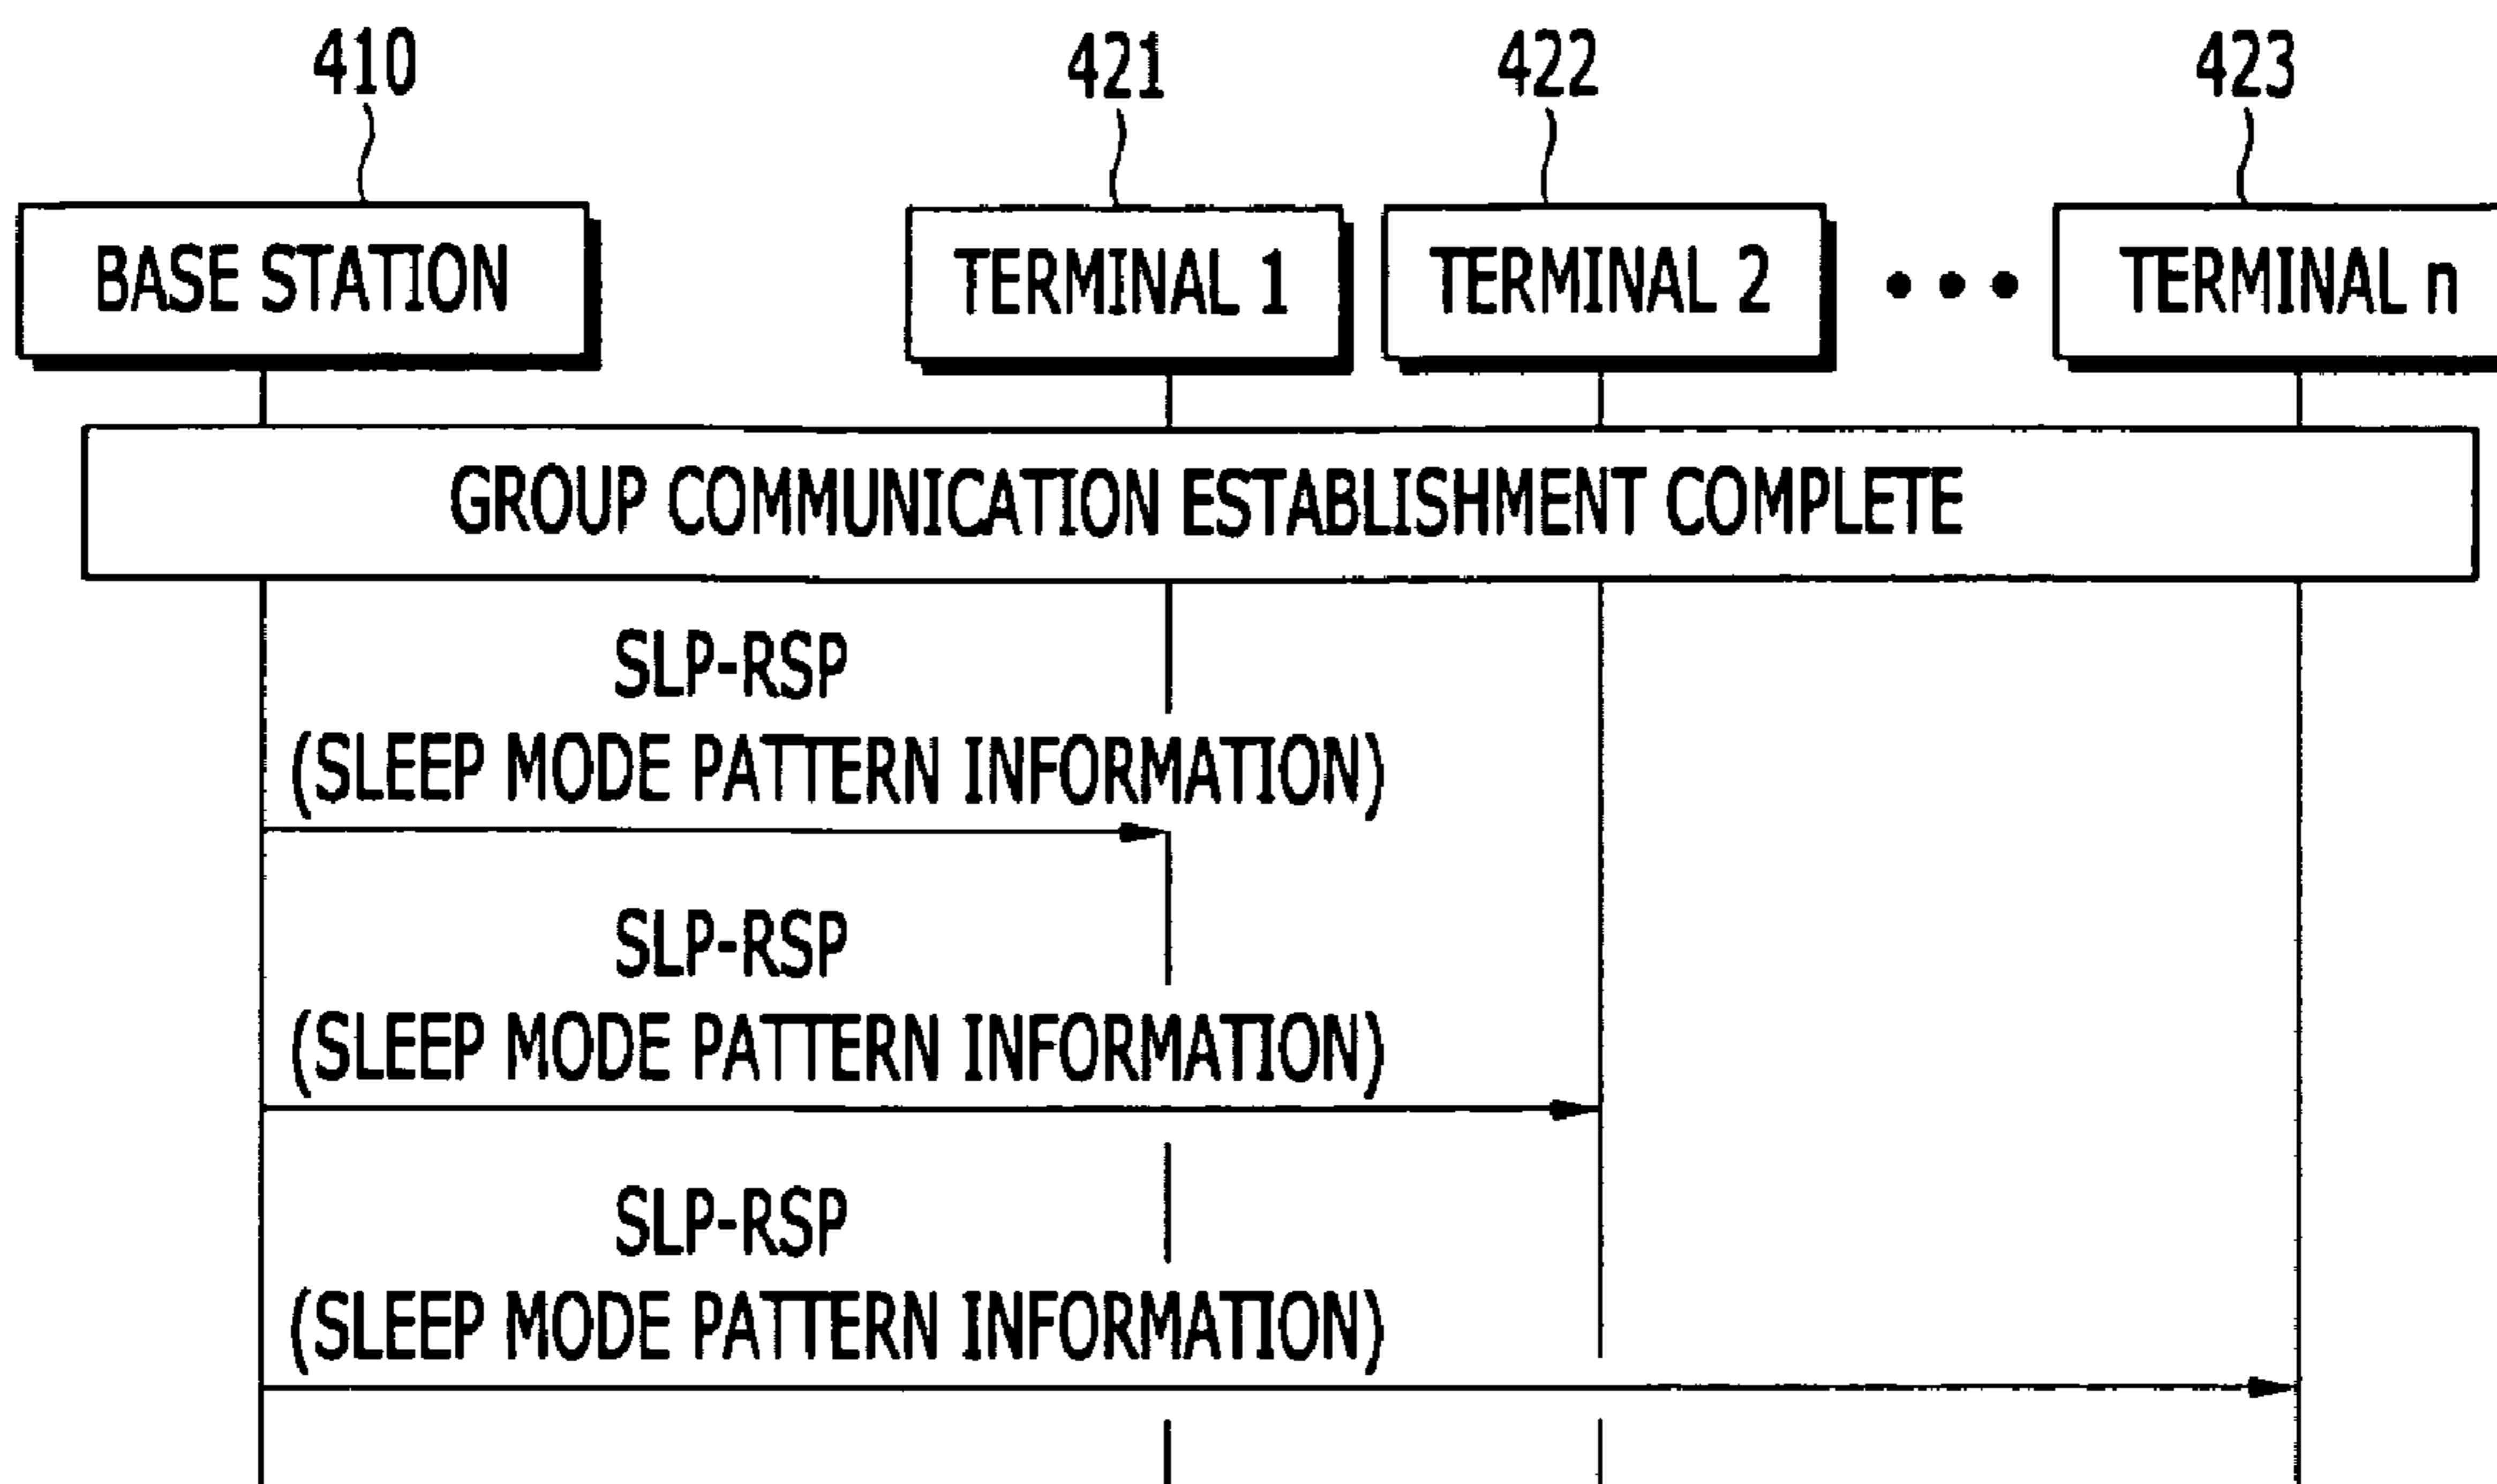 410 421 422 423
BASE STATION TERMINAL 1 TERMINAL 2 ••• TERMINAL n
GROUP COMMUNICATION ESTABLISHMENT COMPLETE
SLP-RSP
(SLEEP MODE PATTERN INFORMATION)
SLP-RSP
(SLEEP MODE PATTERN INFORMATION)
SLP-RSP
(SLEEP MODE PATTERN INFORMATION)